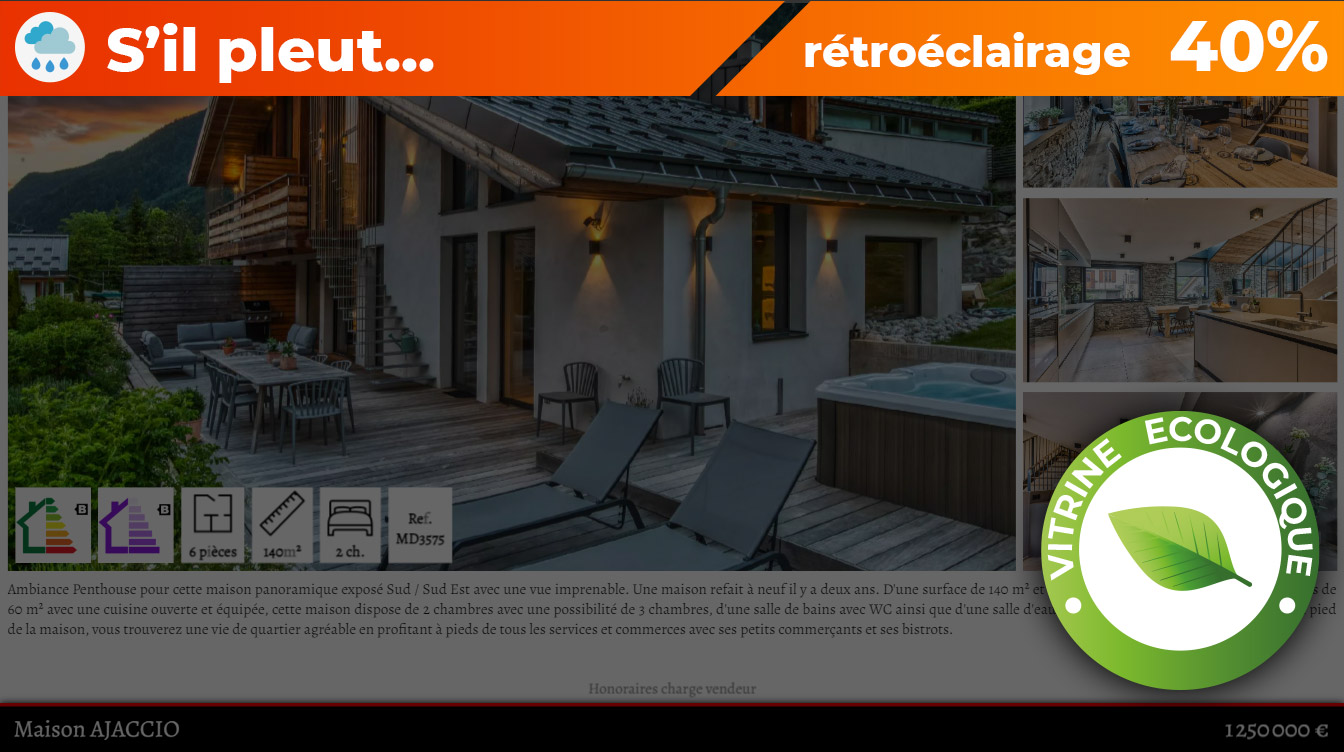 S’il pleut...
rétroéclairage 40%
B
B
6 pièces
140m²
2 ch.
Ref.
MD3575
VITRINE ECOLOGIQUE
Ambiance Penthouse pour cette maison panoramique exposé Sud / Sud Est avec une vue imprenable. Une maison refait à neuf il y a deux ans. D'une surface de 140 m² et s de
60 m² avec une cuisine ouverte et équipée, cette maison dispose de 2 chambres avec une possibilité de 3 chambres, d'une salle de bains avec WC ainsi que d'une salle d'eau pied
de la maison, vous trouverez une vie de quartier agréable en profitant à pieds de tous les services et commerces avec ses petits commerçants et ses bistrots.
Honoraires charge vendeur
Maison AJACCIO
1 250 000 €